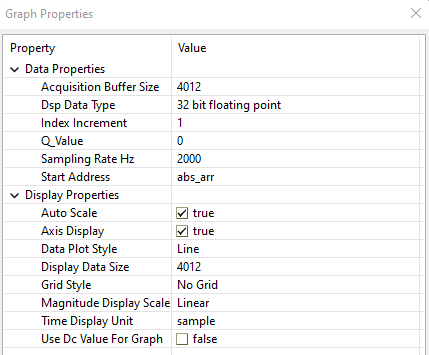 Graph Properties
Property Value
Data Properties
Acquisition Buffer Size 4012
Dsp Data Type 32 bit floating point
Index Increment 1
Q_Value 0
Sampling Rate Hz 2000
Start Address abs_arr
Display Properties
Auto Scale true
Axis Display true
Data Plot Style Line
Display Data Size 4012
Grid Style No Grid
Magnitude Display Scale Linear
Time Display Unit sample
Use Dc Value For Graph false